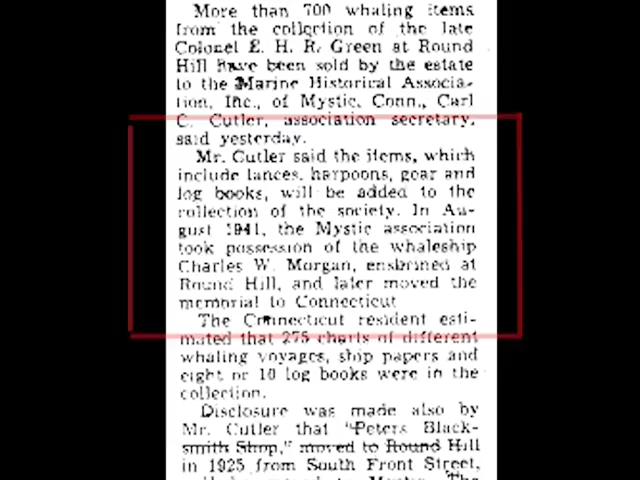 More than 700 whaling items
from the collection of the late
Colonel E. H. R. Green at Round
Hill have been sold by the estate
to the Marine Historical Associa-
tion, Inc., of Mystic, Conn., Carl
C. Cutler, association secretary,
said yesterday.
Mr. Cutler said the items, which
include lances, harpoons, gear and
log books, will be added to the
collection of the society. In Au-
gust 1941, the Mystic association
took possession of the whaleship
Charles W. Morgan, enshrined at
Round Hill, and later moved the
memorial to Connecticut
The Connecticut resident esti-
mated that 275 charts of different
whaling voyages, ship papers and
eight or 10 log books were in the
collection.
Disclosure was made also by
Mr. Cutler that "Peters Black-
smith Shop," moved to Round Hill
in 1925 from South Front Street,